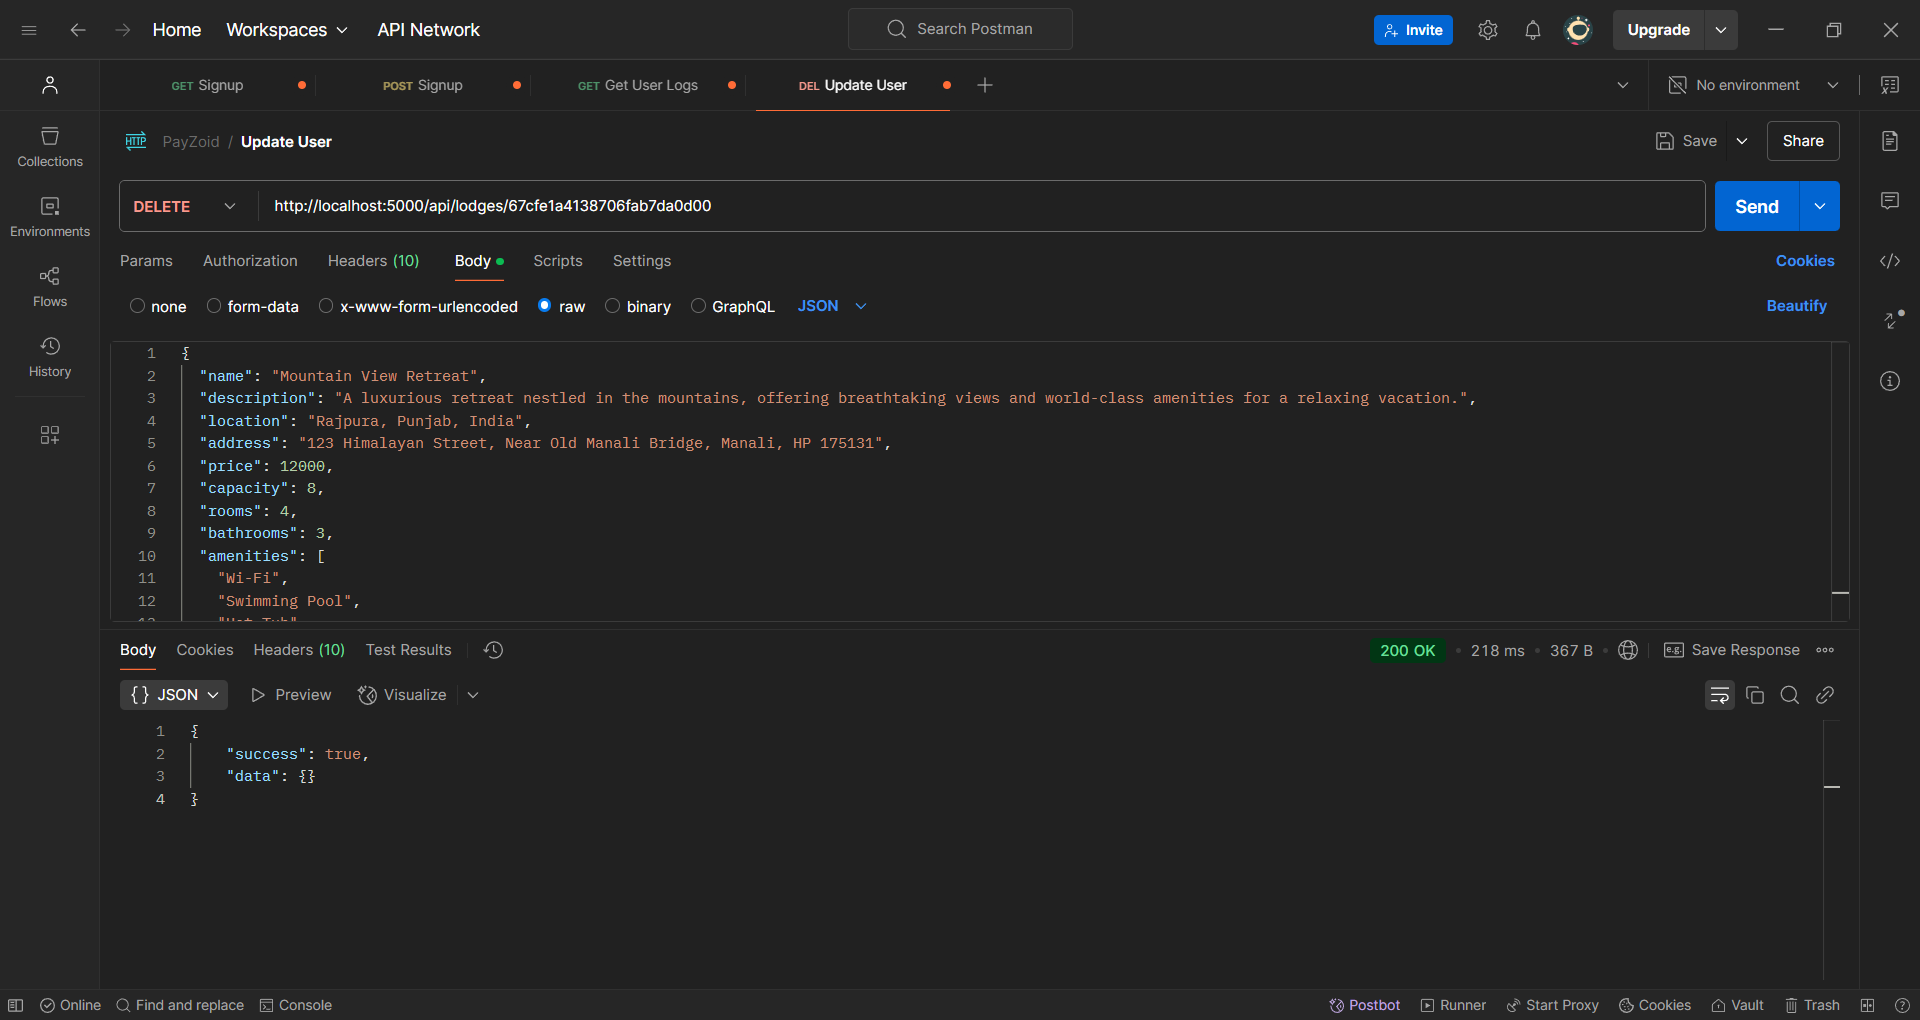 Home Workspaces API Network Search Postman Invite Upgrade
GET Signup POST Signup GET Get User Logs DEL Update User No environment
HTTP PayZoid / Update User Save Share
Collections
Environments
Flows
History
DELETE http://localhost:5000/api/lodges/67cfe1a4138706fab7da0d00 Send
Params Authorization Headers (10) Body Scripts Settings Cookies
none form-data x-www-form-urlencoded raw binary GraphQL JSON Beautify
1 {
2 "name": "Mountain View Retreat",
3 "description": "A luxurious retreat nestled in the mountains, offering breathtaking views and world-class amenities for a relaxing vacation.",
4 "location": "Rajpura, Punjab, India",
5 "address": "123 Himalayan Street, Near Old Manali Bridge, Manali, HP 175131",
6 "price": 12000,
7 "capacity": 8,
8 "rooms": 4,
9 "bathrooms": 3,
10 "amenities": [
11 "Wi-Fi",
12 "Swimming Pool",
Body Cookies Headers (10) Test Results 200 OK 218 ms 367 B e.g. Save Response
{} JSON Preview Visualize
1 {
2 "success": true,
3 "data": {}
4 }
Online Find and replace Console Postbot Runner Start Proxy Cookies Vault Trash